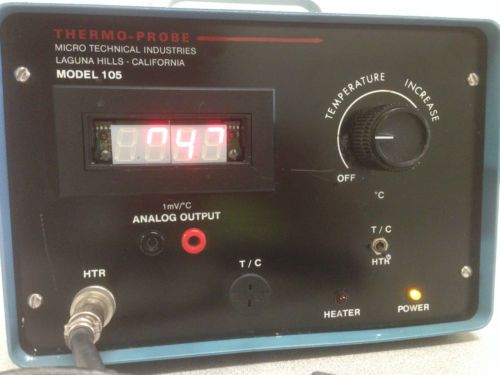 THERMO-PROBE
MICRO TECHNICAL INDUSTRIES
LAGUNA HILLS - CALIFORNIA
MODEL 105
TEMPERATURE INCREASE
OFF
°C
1mV/°C
ANALOG OUTPUT
T/C
HTR
HTR
T/C
HEATER
POWER